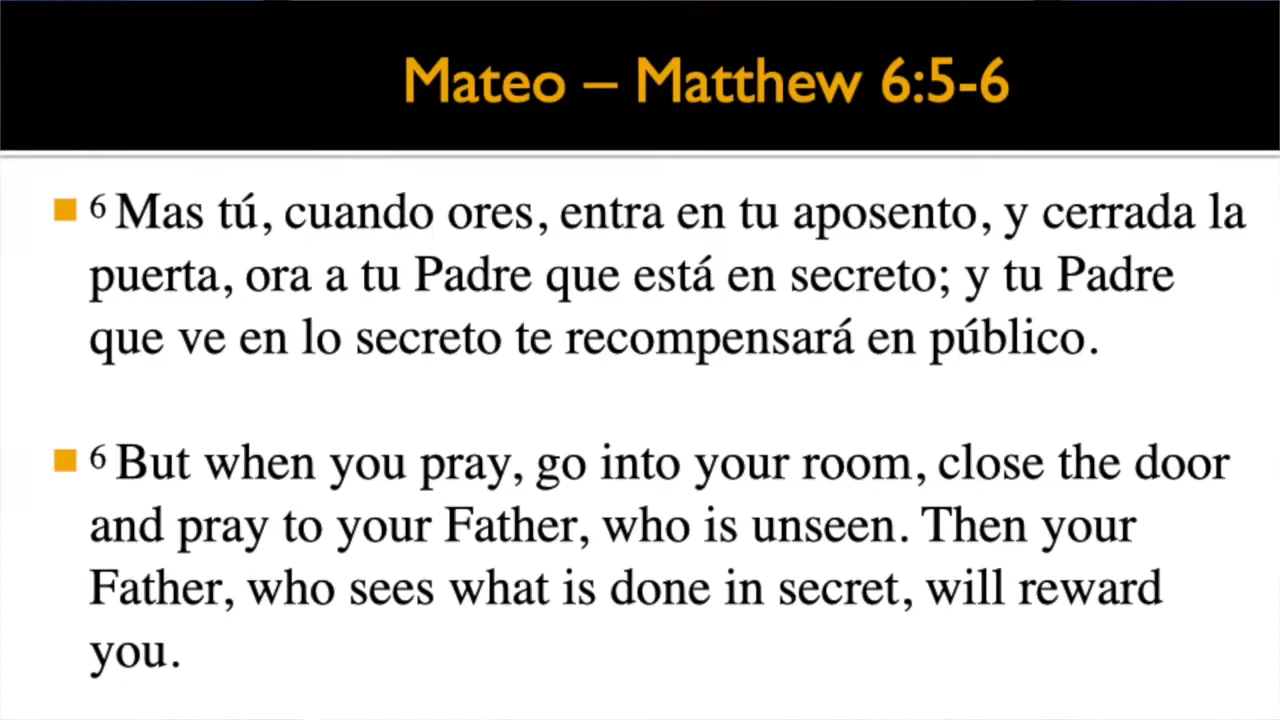 Mateo – Matthew 6:5-6
6 Mas tú, cuando ores, entra en tu aposento, y cerrada la
puerta, ora a tu Padre que está en secreto; y tu Padre
que ve en lo secreto te recompensará en público.
6 But when you pray, go into your room, close the door
and pray to your Father, who is unseen. Then your
Father, who sees what is done in secret, will reward
you.